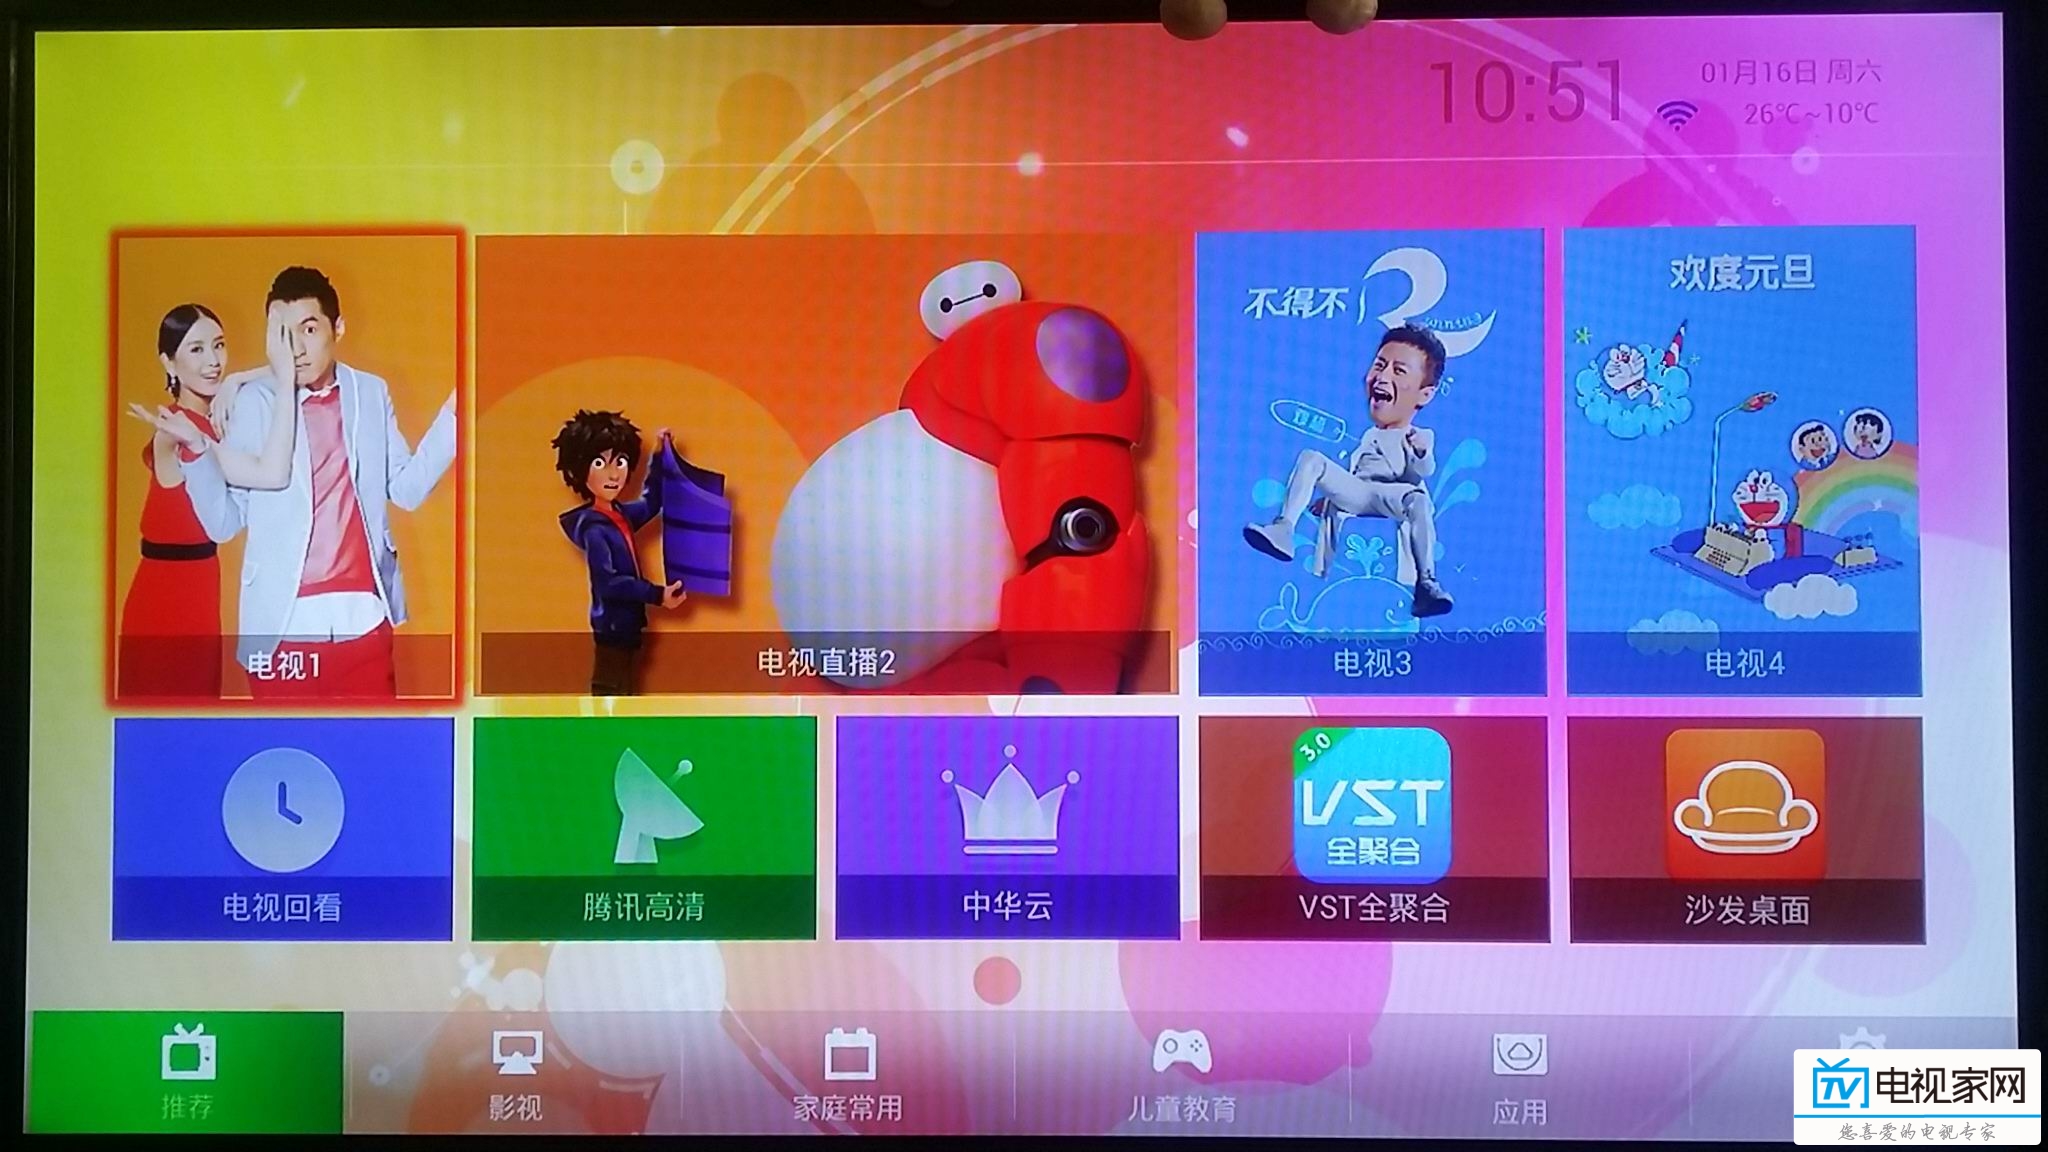 10:51
01月16日 周六
26℃~10℃
不得不
欢度元旦
电视1
电视直播2
电视3
电视4
3.0
VST
全聚合
电视回看
腾讯高清
中华云
VST全聚合
沙发桌面
推荐
影视
家庭常用
儿童教育
应用
TV 电视家网
您喜爱的电视专家